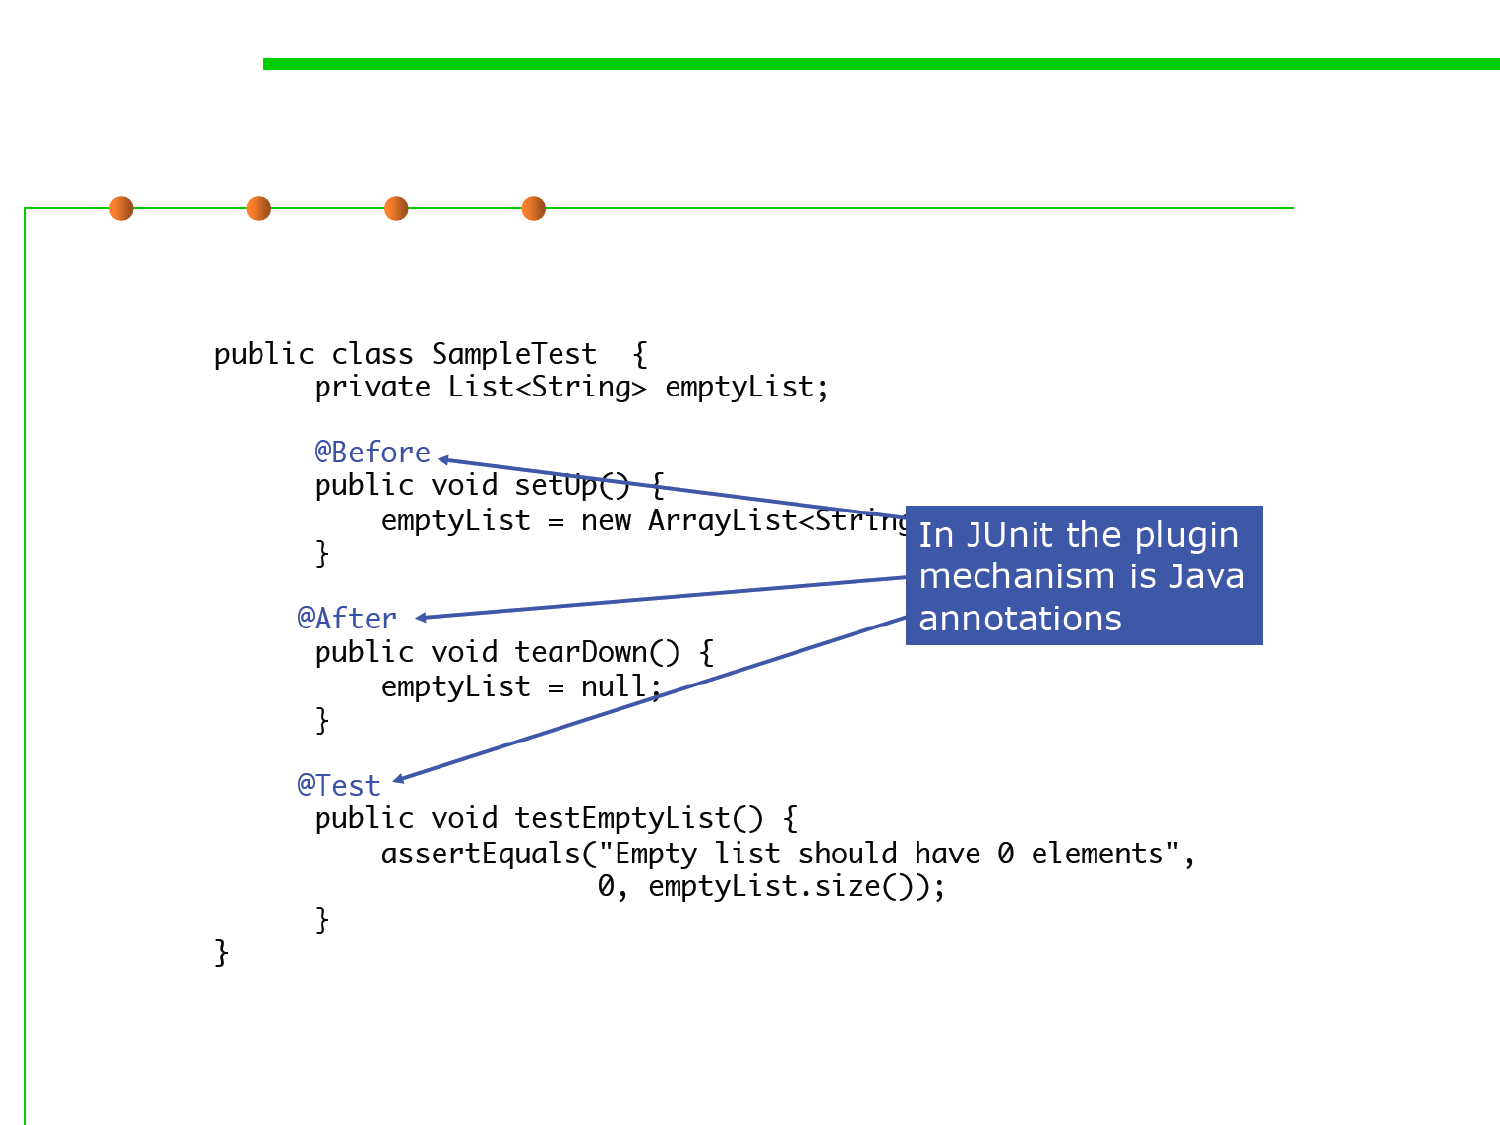 public class SampleTest {
private List<String> emptyList;
@Before
public void setUp() {
emptyList = new ArrayList<String
}
@After
public void tearDown() {
emptyList = null;
}
@Test
public void testEmptyList() {
assertEquals("Empty list should have 0 elements",
0, emptyList.size());
}
}
In JUnit the plugin
mechanism is Java
annotations